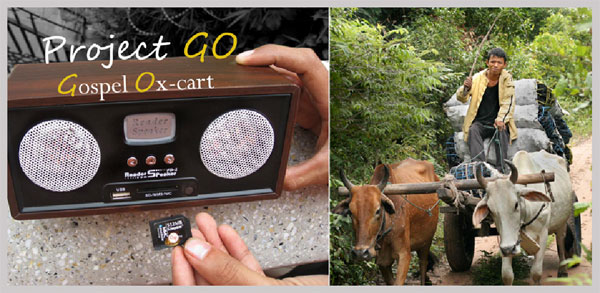 Project GO
Gospel Ox-cart
Reader
Speaker
Reader Speaker
USB